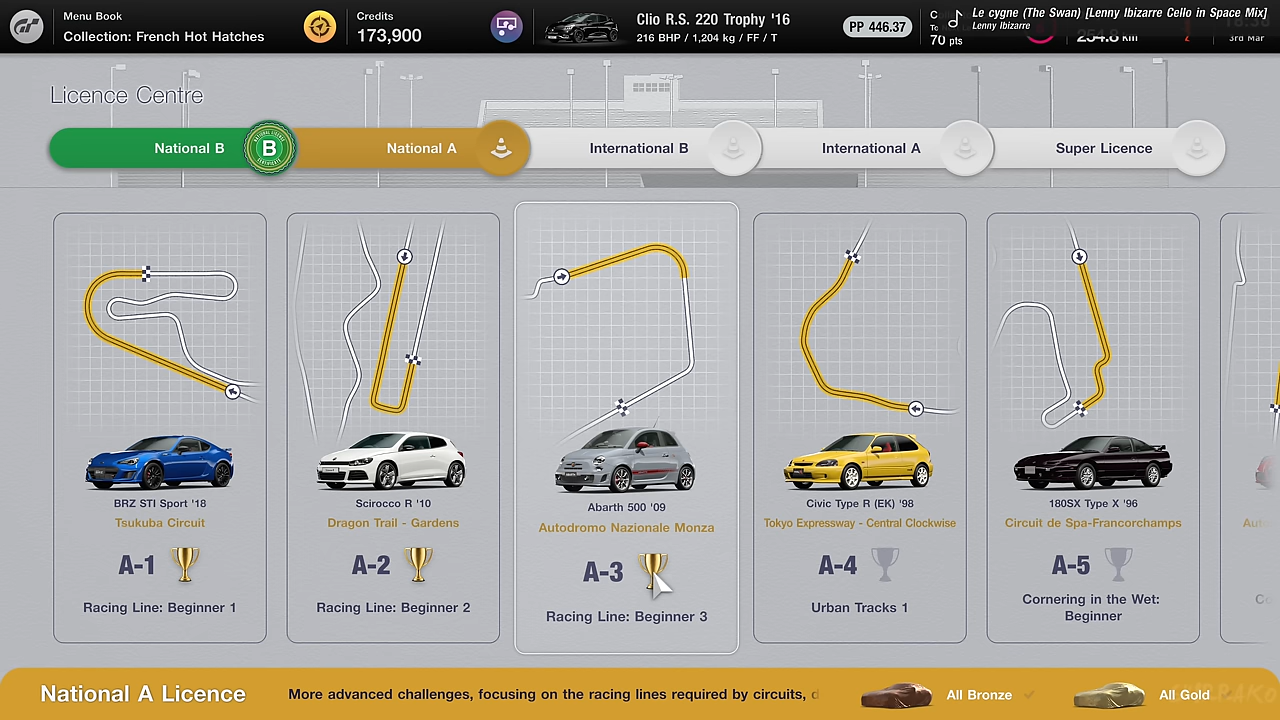 Menu Book
Collection: French Hot Hatches
Credits
173,900
Clio R.S. 220 Trophy '16
216 BHP / 1,204 kg / FF / T
PP 446.37
70 pts
Le cygne (The Swan) [Lenny Ibizarre Cello in Space Mix]
Lenny Ibizarre
254.8 km
3rd Mar
Licence Centre
National B
B
National A
International B
International A
Super Licence
BRZ STI Sport '18
Tsukuba Circuit
A-1
Racing Line: Beginner 1
Scirocco R '10
Dragon Trail - Gardens
A-2
Racing Line: Beginner 2
Abarth 500 '09
Autodromo Nazionale Monza
A-3
Racing Line: Beginner 3
Civic Type R (EK) '98
Tokyo Expressway - Central Clockwise
A-4
Urban Tracks 1
180SX Type X '96
Circuit de Spa-Francorchamps
A-5
Cornering in the Wet:
Beginner
National A Licence
More advanced challenges, focusing on the racing lines required by circuits,
All Bronze
All Gold